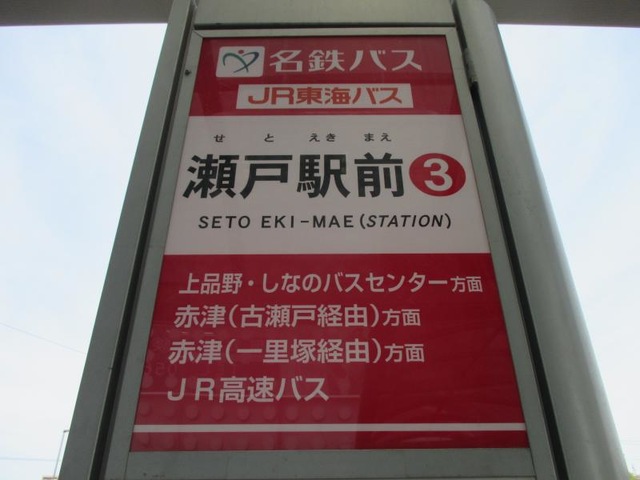 名鉄バス
JR東海バス
せと えき まえ
瀬戸駅前 3
SETO EKI-MAE (STATION)
上品野・しなのバスセンター方面
赤津(古瀬戸経由)方面
赤津(一里塚経由)方面
JR高速バス